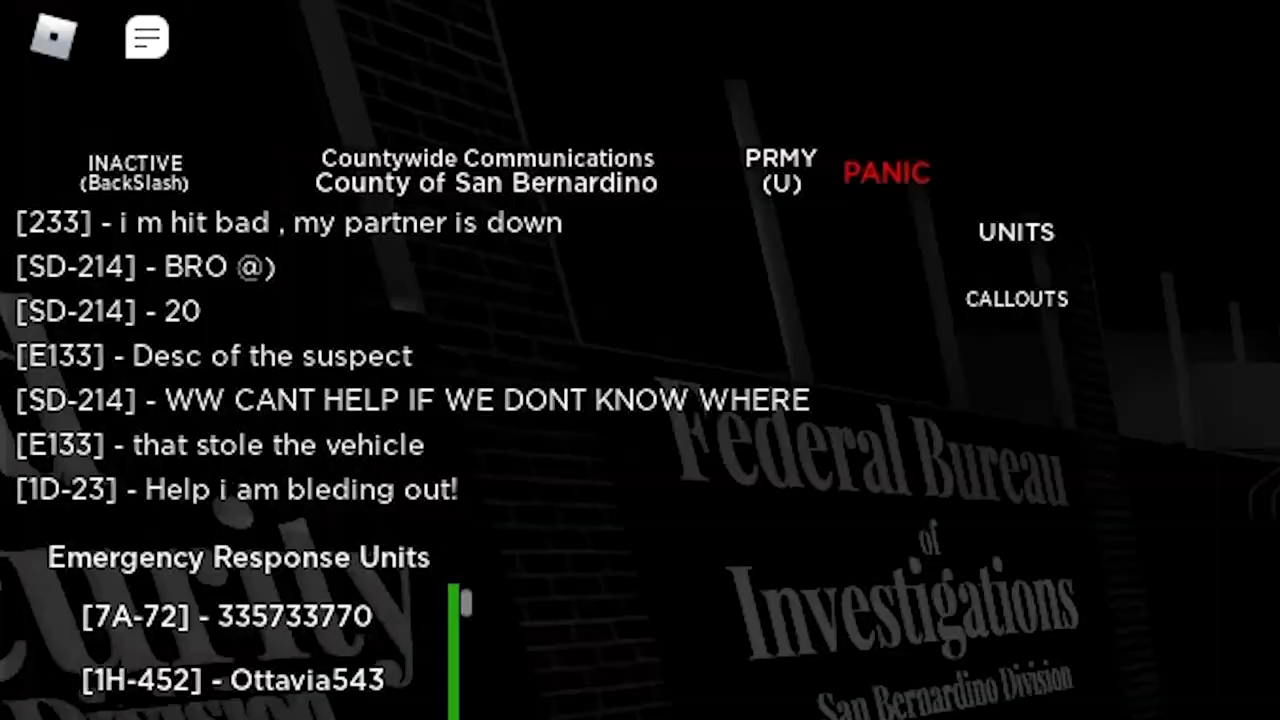 INACTIVE
(BackSlash)
Countywide Communications
County of San Bernardino
PRMY
(U)
PANIC
[233] - i m hit bad , my partner is down
[SD-214] - BRO @)
[SD-214] - 20
[E133] - Desc of the suspect
[SD-214] - WW CANT HELP IF WE DONT KNOW WHERE
[E133] - that stole the vehicle
[1D-23] - Help i am bleding out!
UNITS
CALLOUTS
Emergency Response Units
[7A-72] - 335733770
[1H-452] - Ottavia543
Federal Bureau
of
Investigations
San Bernardino Division
Division